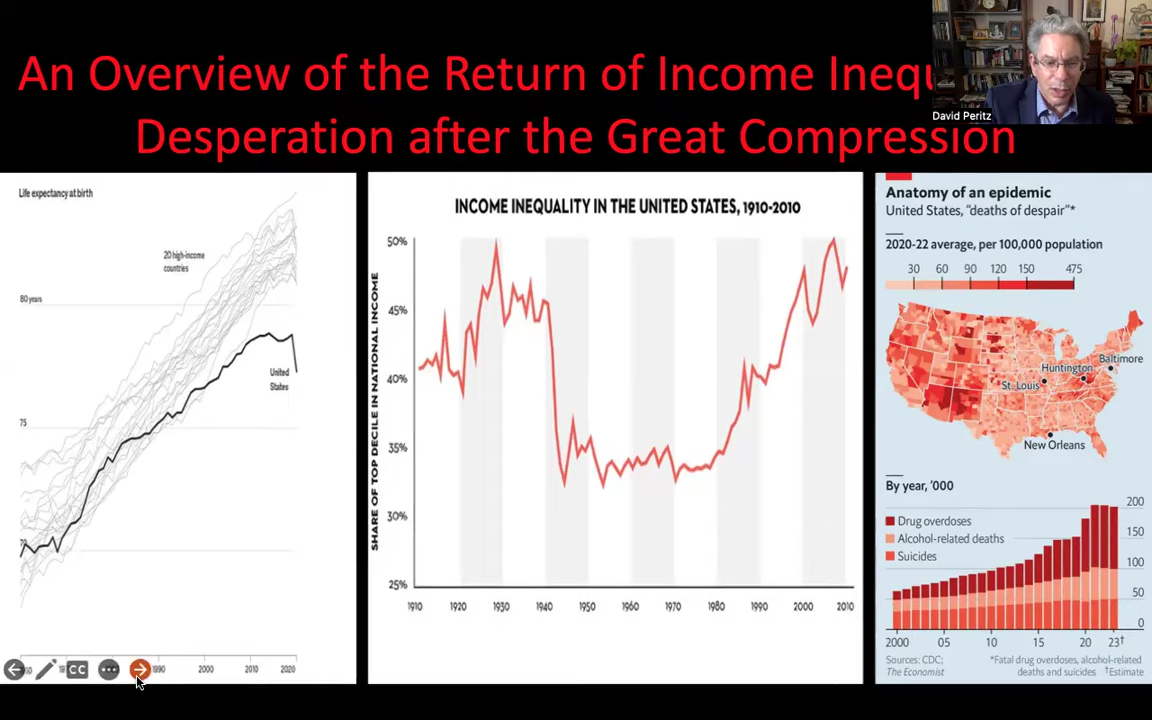 An Overview of the Return of Income Inequ
Desperation after the Great Compression
David Peritz
Life expectancy at birth
20 high-income
countries
80 years
United
States
75
70
1990
2000
2010
2020
CC
INCOME INEQUALITY IN THE UNITED STATES, 1910-2010
SHARE OF TOP DECILE IN NATIONAL INCOME
50%
45%
40%
35%
30%
25%
1910 1920 1930 1940 1950 1960 1970 1980 1990 2000 2010
Anatomy of an epidemic
United States, "deaths of despair"*
2020-22 average, per 100,000 population
30 60 90 120 150 475
Baltimore
Huntington
St. Louis
New Orleans
By year, '000
200
Drug overdoses
150
Alcohol-related deaths
Suicides
100
50
0
2000 05 10 15 20 23†
Sources: CDC; *Fatal drug overdoses, alcohol-related
The Economist deaths and suicides †Estimate